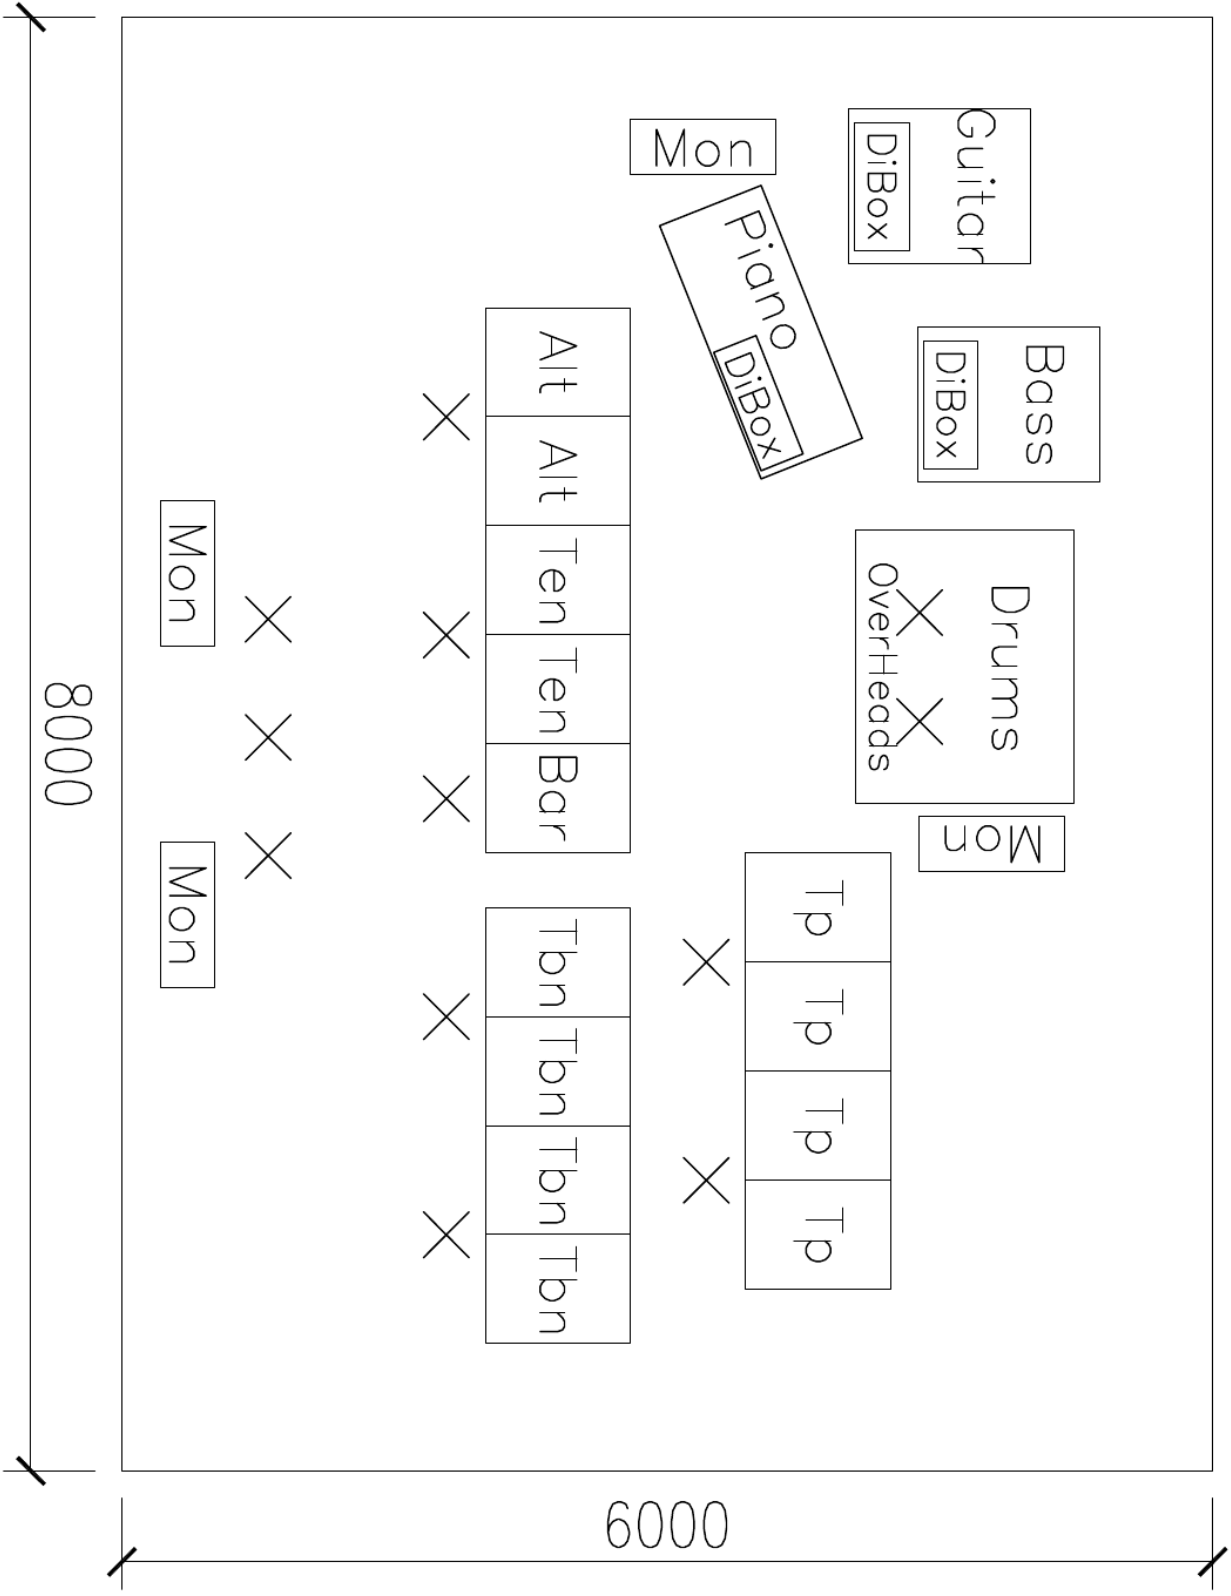 Mon
Guitar
DiBox
Piano
DiBox
Bass
DiBox
Alt
Alt
Ten
Ten
Bar
Drums
OverHeads
Mon
Mon
Mon
Tbn
Tbn
Tbn
Tbn
Tp
Tp
Tp
Tp
8000
6000